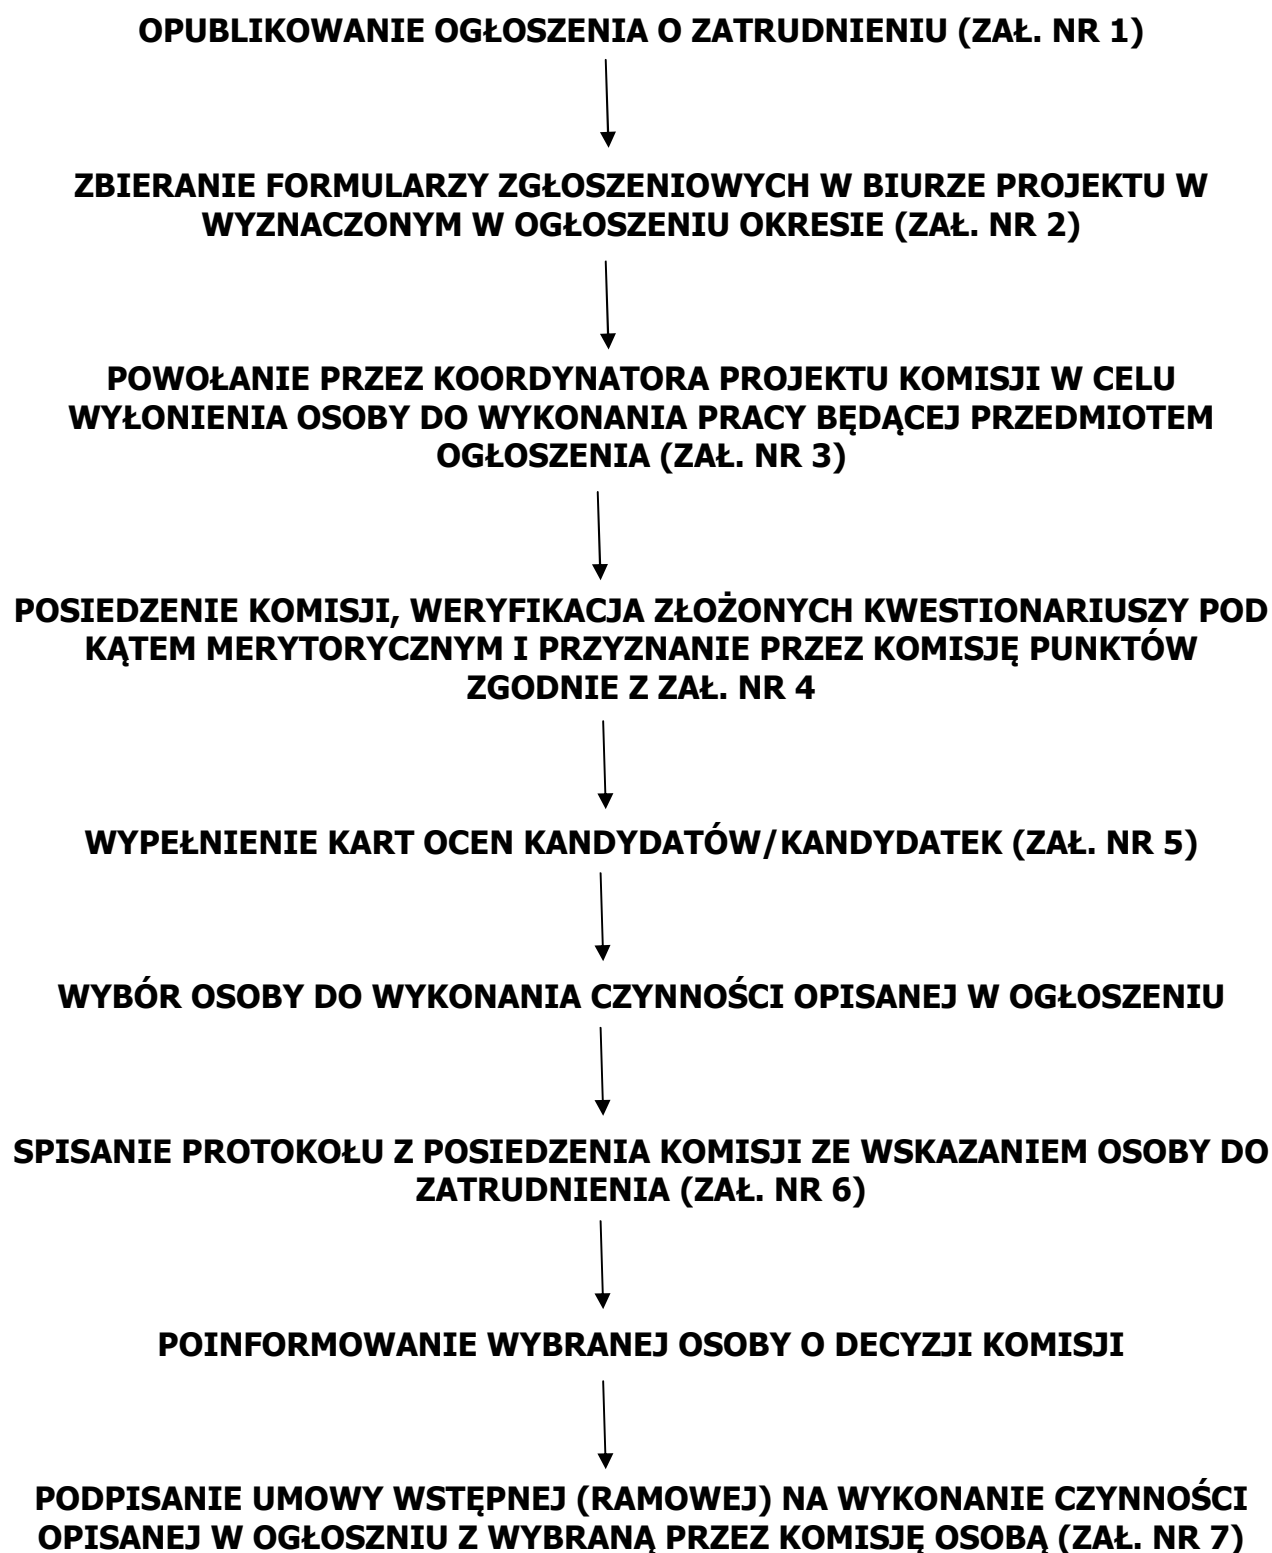 OPUBLIKOWANIE OGŁOSZENIA O ZATRUDNIENIU (ZAŁ. NR 1)
ZBIERANIE FORMULARZY ZGŁOSZENIOWYCH W BIURZE PROJEKTU W
WYZNACZONYM W OGŁOSZENIU OKRESIE (ZAŁ. NR 2)
POWOŁANIE PRZEZ KOORDYNATORA PROJEKTU KOMISJI W CELU
WYŁONIENIA OSOBY DO WYKONANIA PRACY BĘDĄCEJ PRZEDMIOTEM
OGŁOSZENIA (ZAŁ. NR 3)
POSIEDZENIE KOMISJI, WERYFIKACJA ZŁOŻONYCH KWESTIONARIUSZY POD
KĄTEM MERYTORYCZNYM I PRZYZNANIE PRZEZ KOMISJĘ PUNKTÓW
ZGODNIE Z ZAŁ. NR 4
WYPEŁNIENIE KART OCEN KANDYDATÓW/KANDYDATEK (ZAŁ. NR 5)
WYBÓR OSOBY DO WYKONANIA CZYNNOŚCI OPISANEJ W OGŁOSZENIU
SPISANIE PROTOKOŁU Z POSIEDZENIA KOMISJI ZE WSKAZANIEM OSOBY DO
ZATRUDNIENIA (ZAŁ. NR 6)
POINFORMOWANIE WYBRANEJ OSOBY O DECYZJI KOMISJI
PODPISANIE UMOWY WSTĘPNEJ (RAMOWEJ) NA WYKONANIE CZYNNOŚCI
OPISANEJ W OGŁOSZNIU Z WYBRANĄ PRZEZ KOMISJĘ OSOBĄ (ZAŁ. NR 7)